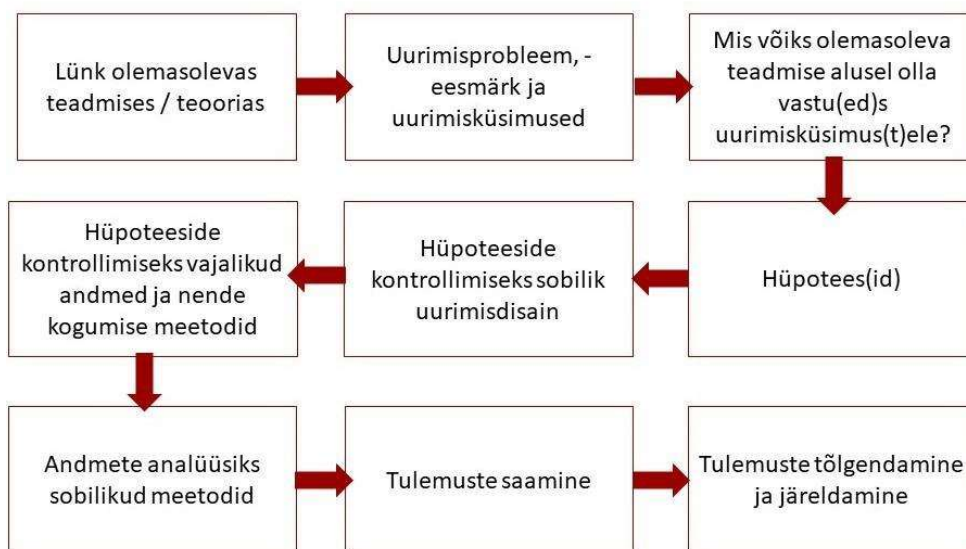 Lünk olemasolevas
teadmises / teoorias
Uurimisprobleem, -
eesmärk ja
uurimisküsimused
Mis võiks olemasoleva
teadmise alusel olla
vastu(ed)s
uurimisküsimus(t)ele?
Hüpotees(id)
Hüpoteeside
kontrollimiseks sobilik
uurimisdisain
Hüpoteeside
kontrollimiseks vajalikud
andmed ja nende
kogumise meetodid
Andmete analüüsiks
sobilikud meetodid
Tulemuste saamine
Tulemuste tõlgendamine
ja järeldamine